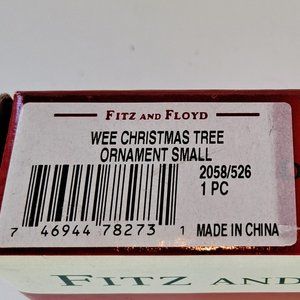 FITZ AND FLOYD
WEE CHRISTMAS TREE
ORNAMENT SMALL
2058/526
1 PC
7 46944 78273 1
MADE IN CHINA
FITZ AND